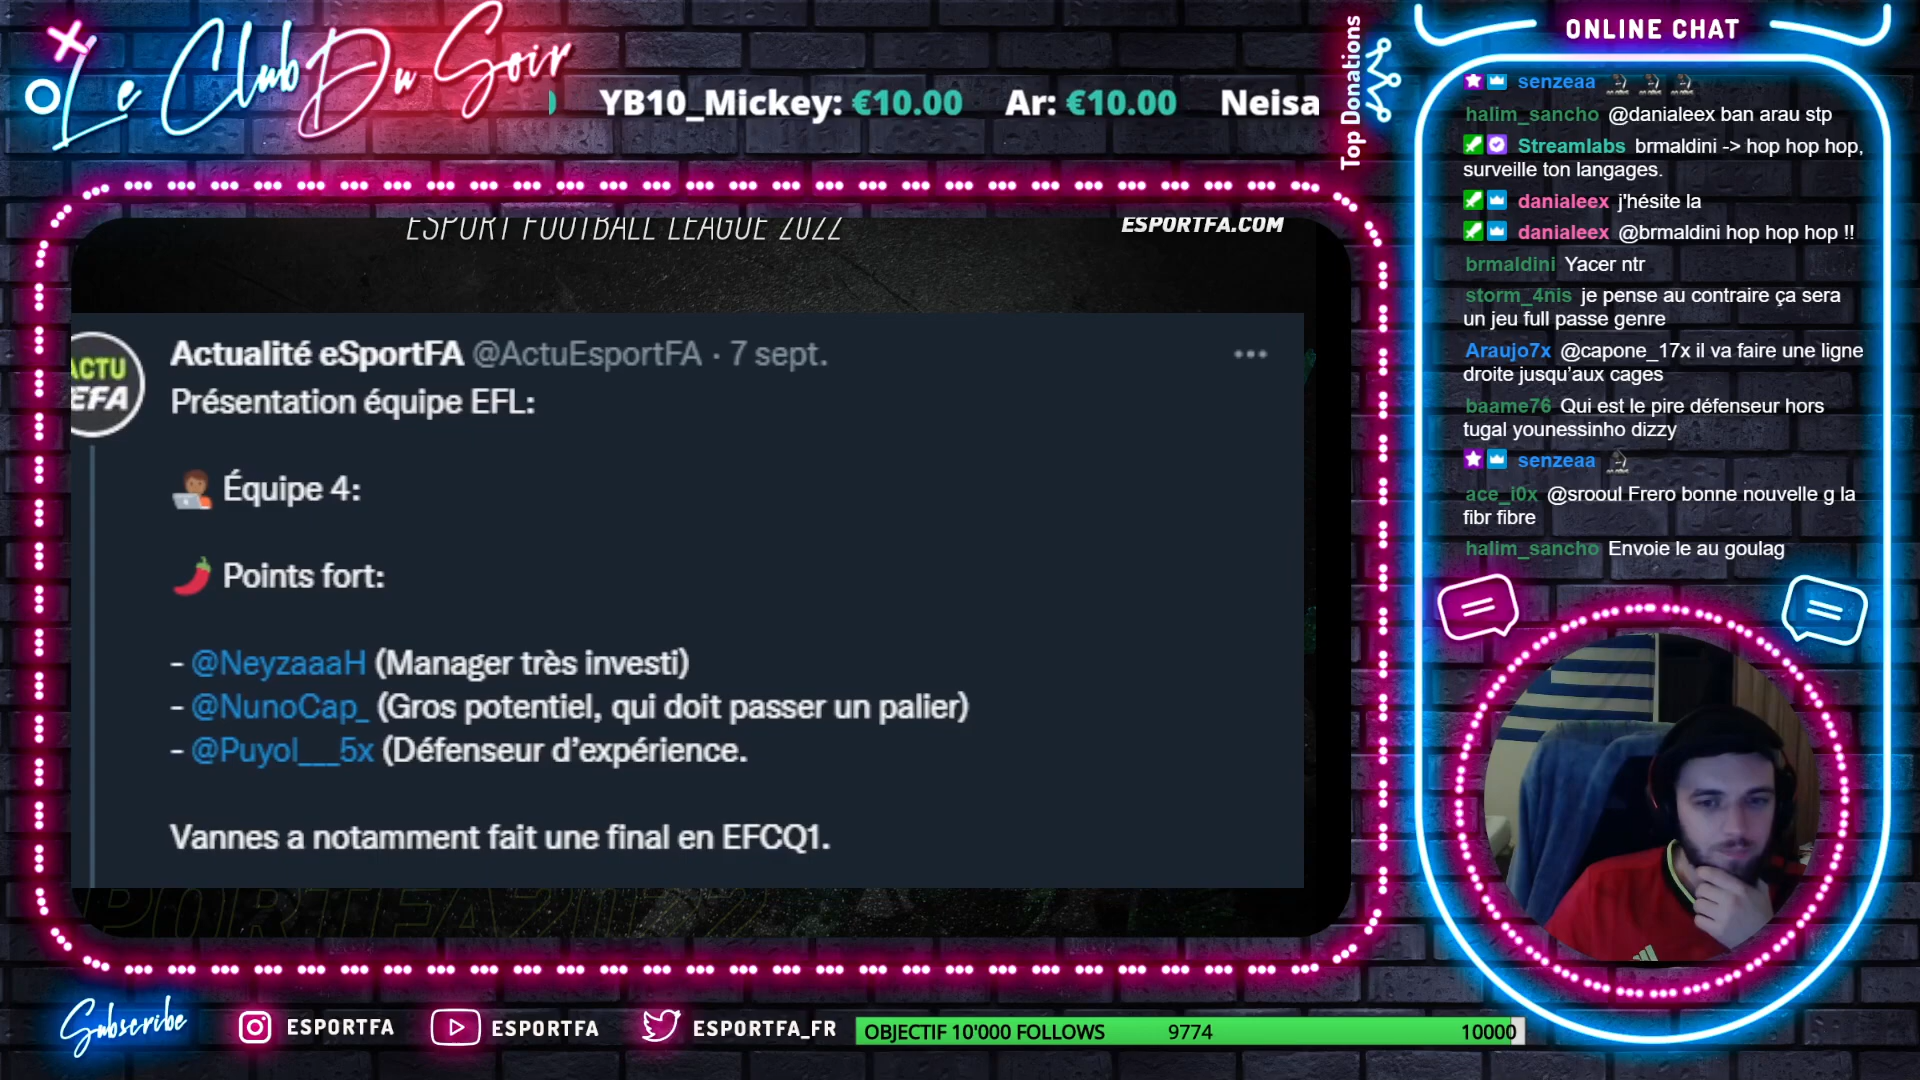 Le Club Du Soir
YB10_Mickey: €10.00 Ar: €10.00 Neisa
Top Donations
ONLINE CHAT
ESPORT FOOTBALL LEAGUE 2022
ESPORTFA.COM
ACTU
EFA
Actualité eSportFA @ActuEsportFA · 7 sept.
Présentation équipe EFL:
Équipe 4:
Points fort:
- @NeyzaaaH (Manager très investi)
- @NunoCap_ (Gros potentiel, qui doit passer un palier)
- @Puyol___5x (Défenseur d’expérience.
Vannes a notamment fait une final en EFCQ1.
PORTFA2022
senzeaa
halim_sancho @danialeex ban arau stp
Streamlabs brmaldini -> hop hop hop,
surveille ton langages.
danialeex j'hésite la
danialeex @brmaldini hop hop hop !!
brmaldini Yacer ntr
storm_4nis je pense au contraire ça sera
un jeu full passe genre
Araujo7x @capone_17x il va faire une ligne
droite jusqu’aux cages
baame76 Qui est le pire défenseur hors
tugal younessinho dizzy
senzeaa
ace_i0x @srooul Frero bonne nouvelle g la
fibr fibre
halim_sancho Envoie le au goulag
Subscribe
ESPORTFA
ESPORTFA
ESPORTFA_FR
OBJECTIF 10'000 FOLLOWS 9774 10000